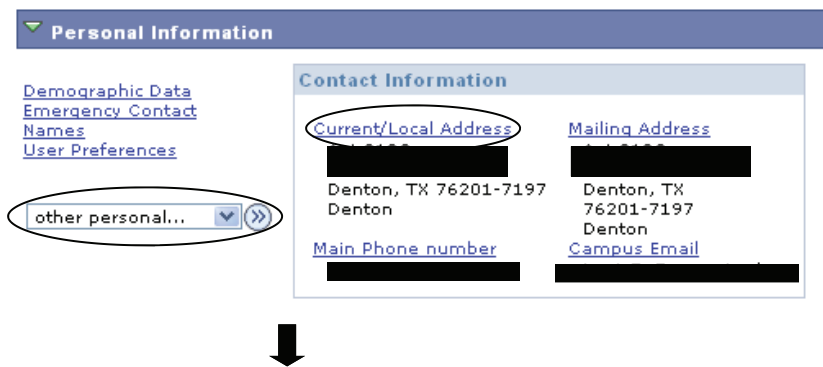 Personal Information
Demographic Data
Emergency Contact
Names
User Preferences
other personal...
Contact Information
Current/Local Address
Denton, TX 76201-7197
Denton
Main Phone number
Mailing Address
Denton, TX
76201-7197
Denton
Campus Email